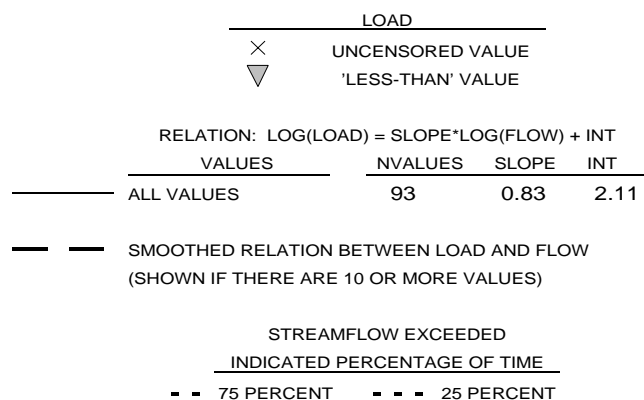 LOAD
UNCENSORED VALUE
'LESS-THAN' VALUE
RELATION: LOG(LOAD) = SLOPE*LOG(FLOW) + INT
VALUES NVALUES SLOPE INT
ALL VALUES 93 0.83 2.11
SMOOTHED RELATION BETWEEN LOAD AND FLOW
(SHOWN IF THERE ARE 10 OR MORE VALUES)
STREAMFLOW EXCEEDED
INDICATED PERCENTAGE OF TIME
75 PERCENT 25 PERCENT